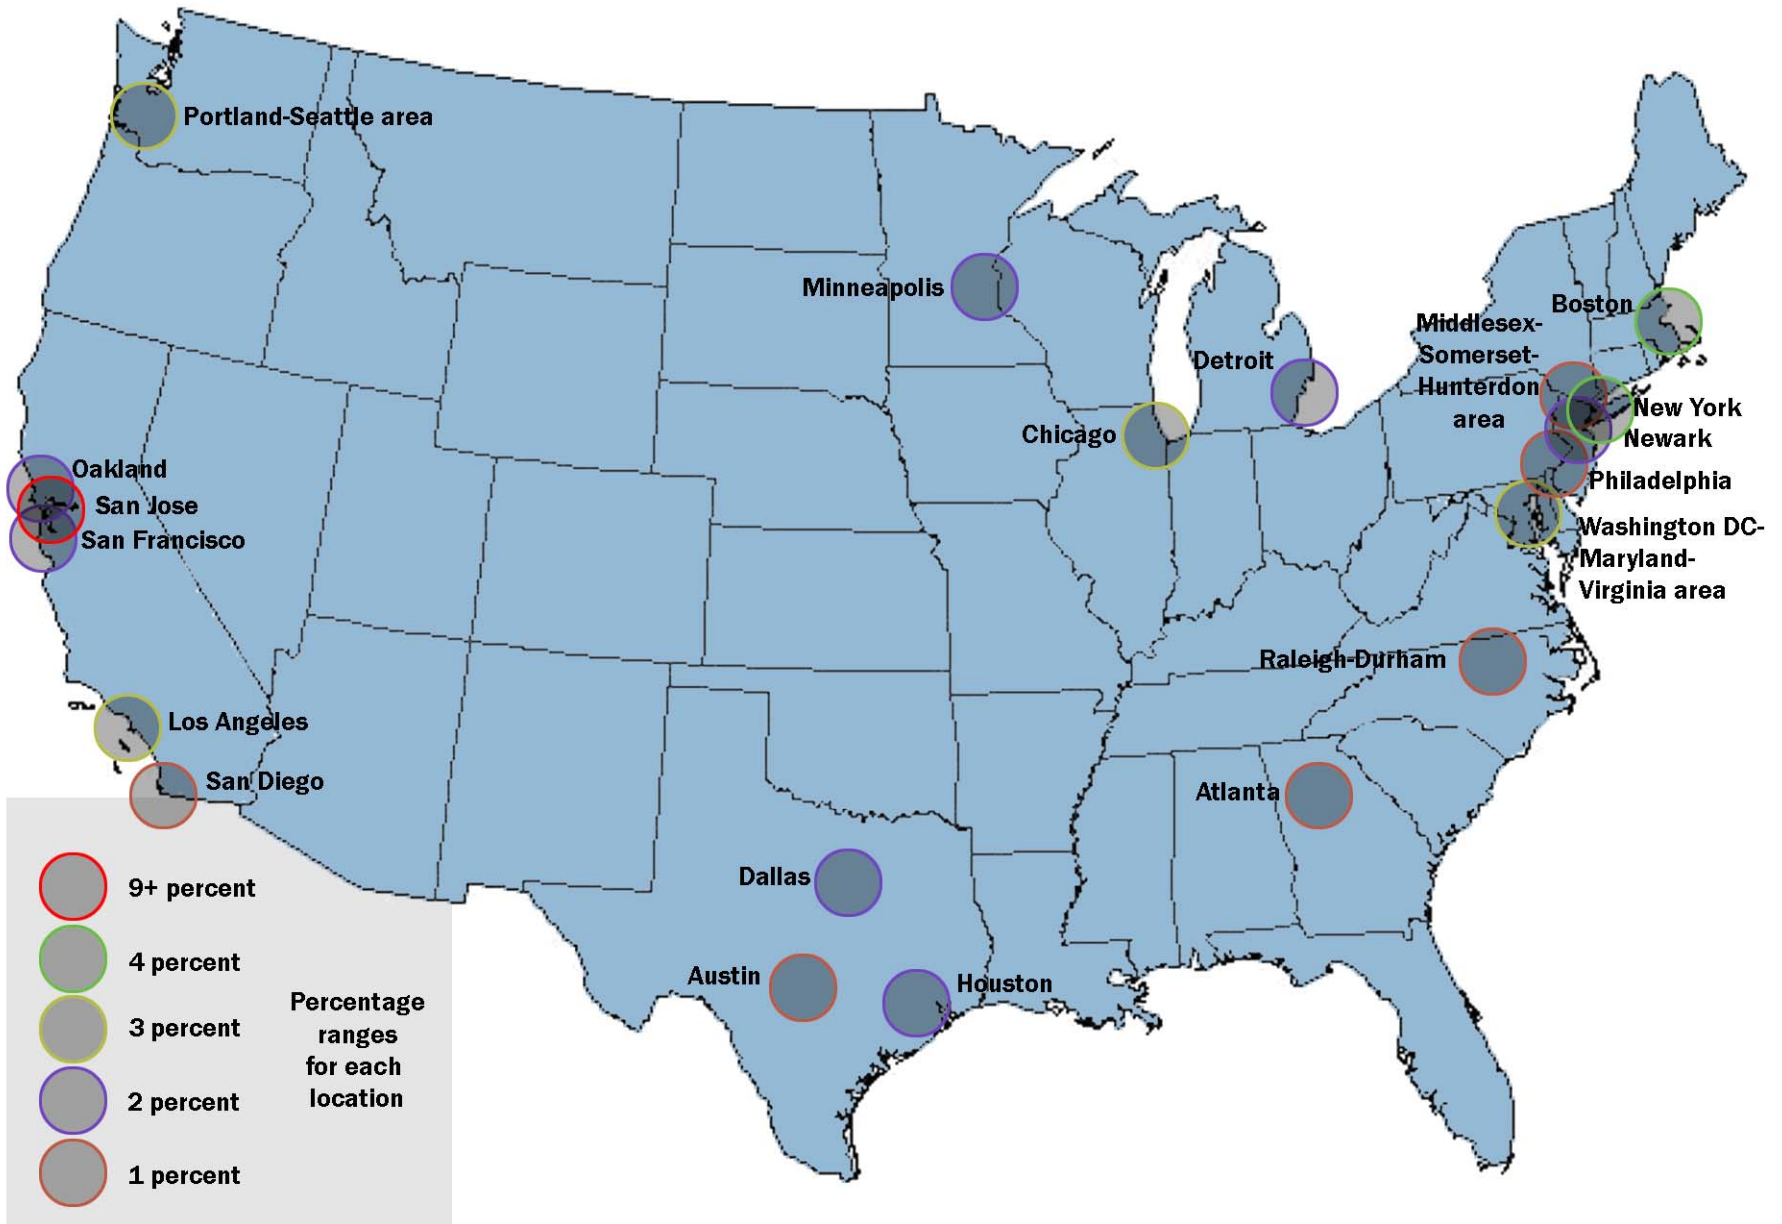 Portland-Seattle area
Minneapolis
Boston
Middlesex-
Somerset-
Hunterdon
area
Detroit
New York
Newark
Chicago
Philadelphia
Oakland
San Jose
San Francisco
Washington DC-
Maryland-
Virginia area
Raleigh-Durham
Los Angeles
San Diego
Atlanta
Dallas
Austin
Houston
9+ percent
4 percent
3 percent
2 percent
1 percent
Percentage
ranges
for each
location